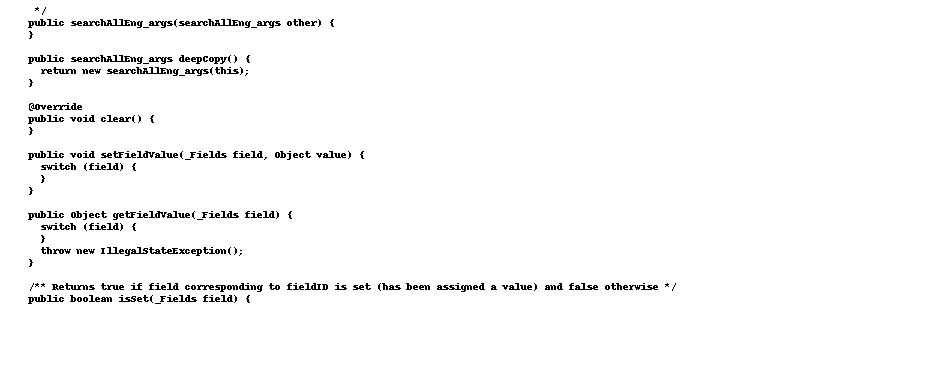 */
public searchAllEng_args(searchAllEng_args other) {
}
public searchAllEng_args deepCopy() {
return new searchAllEng_args(this);
}
@Override
public void clear() {
}
public void setFieldValue(_Fields field, Object value) {
switch (field) {
}
}
public Object getFieldValue(_Fields field) {
switch (field) {
}
throw new IllegalStateException();
}
/** Returns true if field corresponding to fieldID is set (has been assigned a value) and false otherwise */
public boolean isSet(_Fields field) {